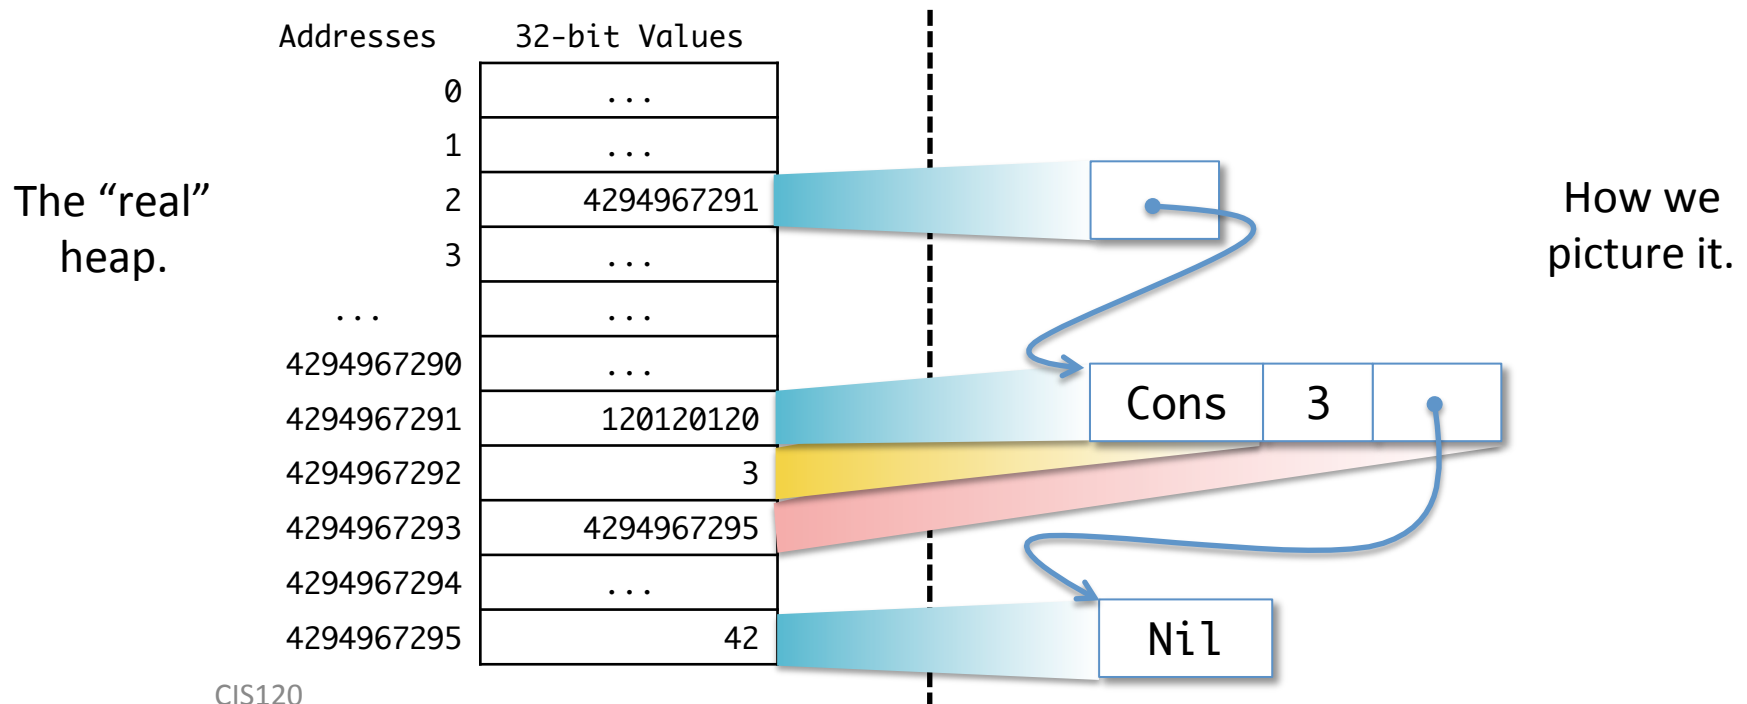 Addresses 32-bit Values
0 ...
1 ...
The “real”
heap.
2 4294967291
3 ...
... ...
4294967290 ...
4294967291 120120120
4294967292 3
4294967293 4294967295
4294967294 ...
4294967295 42
How we
picture it.
Cons 3
Nil
CIS120